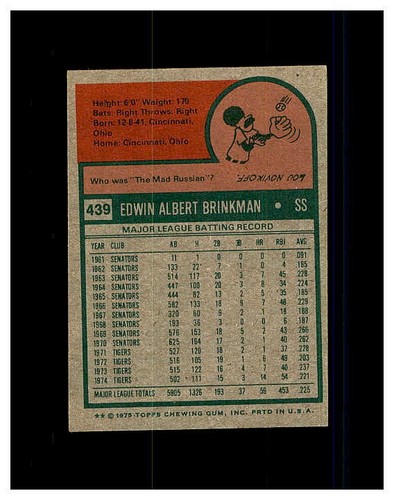 Height: 6'0" Weight: 170
Bats: Right Throws: Right
Born: 12-8-41, Cincinnati,
Ohio
Home: Cincinnati, Ohio
Who was "The Mad Russian"?
LOU NOVIKOFF
439 EDWIN ALBERT BRINKMAN • SS
MAJOR LEAGUE BATTING RECORD
YEAR CLUB AB H 2B 3B HR RBI AVG
1961 SENATORS 11 1 0 0 0 0 .091
1962 SENATORS 133 22 7 1 0 4 .165
1963 SENATORS 514 117 20 3 7 45 .228
1964 SENATORS 447 100 20 3 8 34 .224
1965 SENATORS 444 82 13 2 5 35 .185
1966 SENATORS 582 133 18 9 7 48 .229
1967 SENATORS 320 60 9 2 1 18 .188
1968 SENATORS 193 36 3 0 0 6 .187
1969 SENATORS 576 153 18 5 2 43 .266
1970 SENATORS 625 164 17 2 1 40 .262
1971 TIGERS 527 120 18 2 1 37 .228
1972 TIGERS 516 105 19 1 6 49 .203
1973 TIGERS 515 122 16 4 7 40 .237
1974 TIGERS 502 111 15 3 14 54 .221
MAJOR LEAGUE TOTALS 5905 1326 193 37 59 453 .225
** © 1975 TOPPS CHEWING GUM, INC. PRTD IN U.S.A.